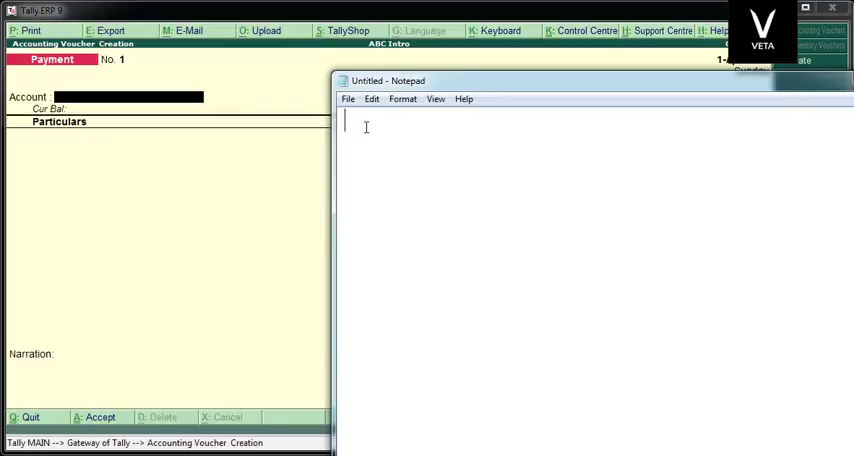 Tally.ERP 9
P: Print E: Export M: E-Mail O: Upload S: TallyShop G: Language K: Keyboard K: Control Centre H: Support Centre H: Help
Accounting Voucher Creation ABC Intro
VETA
Payment No. 1
Untitled - Notepad
File Edit Format View Help
Account :
Cur Bal:
Particulars
Narration:
Q: Quit A: Accept D: Delete X: Cancel
Tally MAIN --> Gateway of Tally --> Accounting Voucher Creation